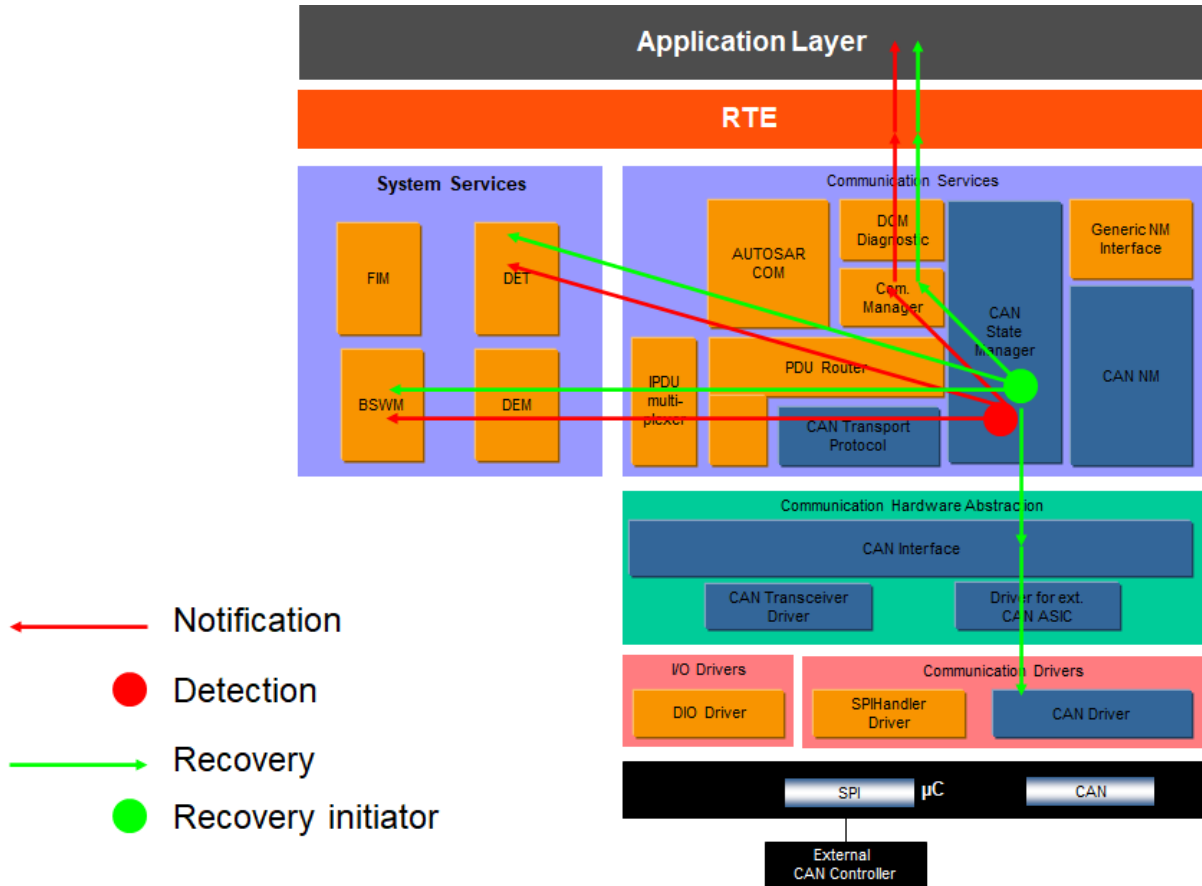 Application Layer
RTE
System Services
FIM
DET
BSWM
DEM
Communication Services
AUTOSAR
COM
DCM
Diagnostic
Com.
Manager
CAN
State
Manager
Generic NM
Interface
CAN NM
IPDU
multi-
plexer
PDU Router
CAN Transport
Protocol
Communication Hardware Abstraction
CAN Interface
CAN Transceiver
Driver
Driver for ext.
CAN ASIC
I/O Drivers
DIO Driver
Communication Drivers
SPIHandler
Driver
CAN Driver
SPI
µC
CAN
External
CAN Controller
Notification
Detection
Recovery
Recovery initiator